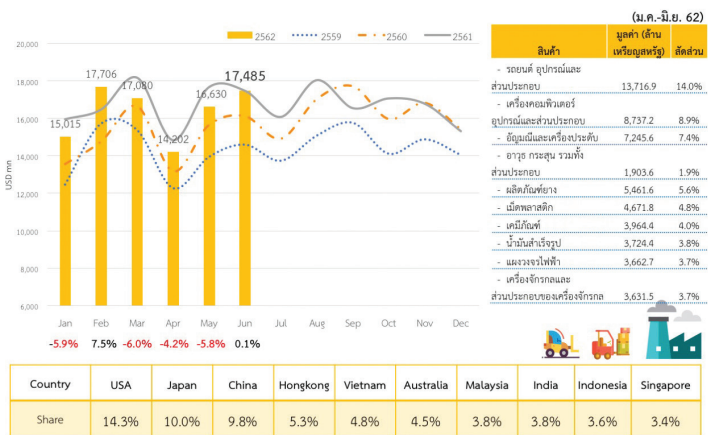 (ม.ค.-มิ.ย. 62)
2562 2559 2560 2561
USD mn
20,000
18,000
16,000
14,000
12,000
10,000
8,000
6,000
15,015
17,706
17,080
14,202
16,630
17,485
Jan Feb Mar Apr May Jun Jul Aug Sep Oct Nov Dec
-5.9% 7.5% -6.0% -4.2% -5.8% 0.1%
สินค้า มูลค่า (ล้านเหรียญสหรัฐ) สัดส่วน
- รถยนต์ อุปกรณ์และ
ส่วนประกอบ 13,716.9 14.0%
- เครื่องคอมพิวเตอร์
อุปกรณ์และส่วนประกอบ 8,737.2 8.9%
- อัญมณีและเครื่องประดับ 7,245.6 7.4%
- อาวุธ กระสุน รวมทั้ง
ส่วนประกอบ 1,903.6 1.9%
- ผลิตภัณฑ์ยาง 5,461.6 5.6%
- เม็ดพลาสติก 4,671.8 4.8%
- เคมีภัณฑ์ 3,964.4 4.0%
- น้ำมันสำเร็จรูป 3,724.4 3.8%
- แผงวงจรไฟฟ้า 3,662.7 3.7%
- เครื่องจักรกลและ
ส่วนประกอบของเครื่องจักรกล 3,631.5 3.7%
Country USA Japan China Hongkong Vietnam Australia Malaysia India Indonesia Singapore
Share 14.3% 10.0% 9.8% 5.3% 4.8% 4.5% 3.8% 3.8% 3.6% 3.4%